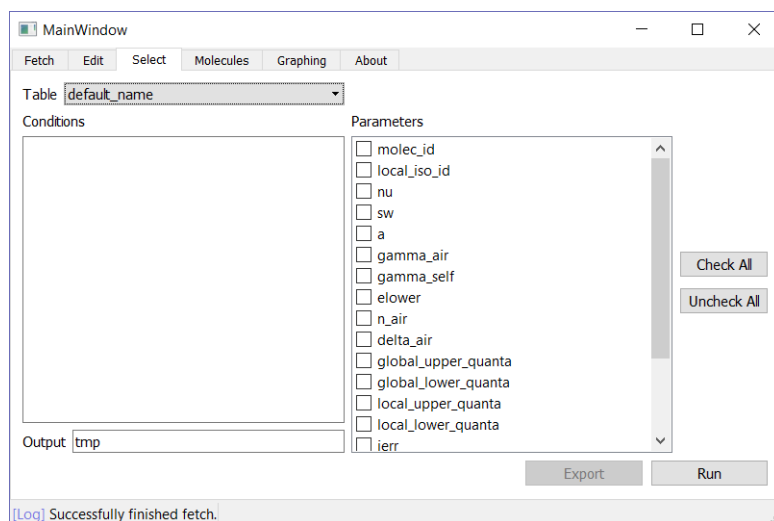 MainWindow
Fetch Edit Select Molecules Graphing About
Table default_name
Conditions
Parameters
molec_id
local_iso_id
nu
sw
a
gamma_air
gamma_self
elower
n_air
delta_air
global_upper_quanta
global_lower_quanta
local_upper_quanta
local_lower_quanta
ierr
Check All
Uncheck All
Output tmp
Export Run
[Log] Successfully finished fetch.